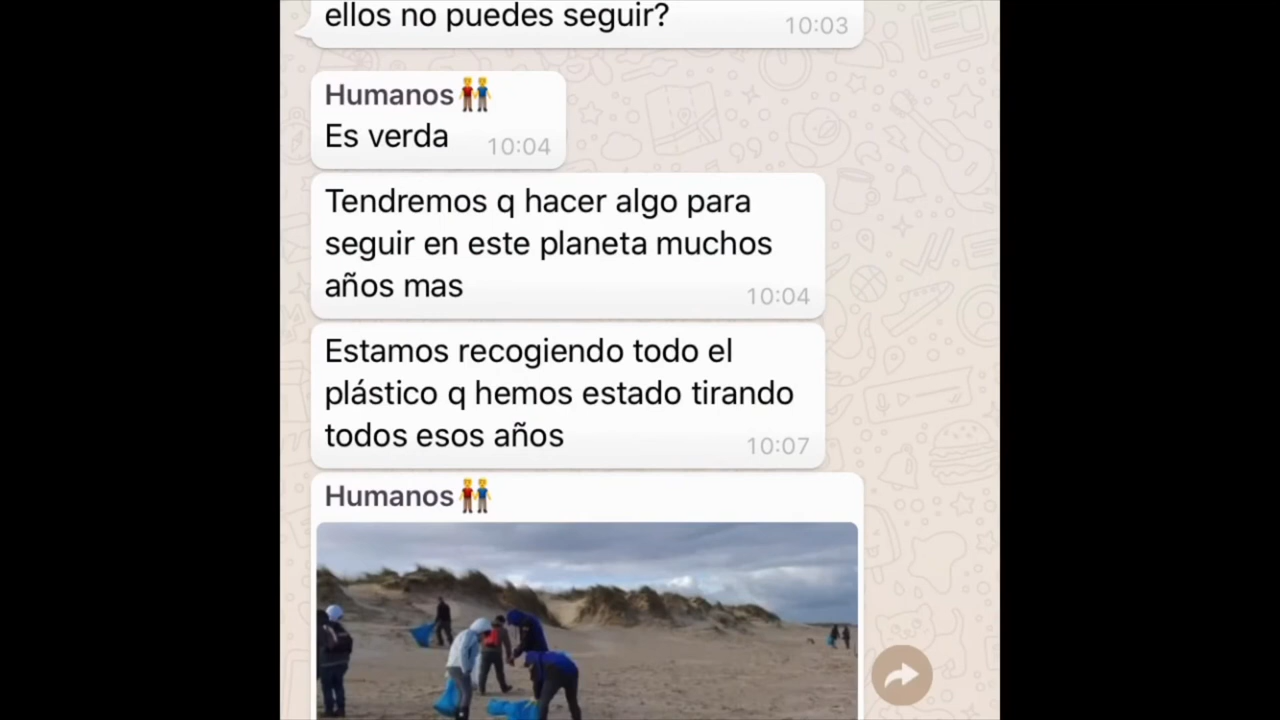 ellos no puedes seguir?
10:03
Humanos👬
Es verda
10:04
Tendremos q hacer algo para
seguir en este planeta muchos
años mas
10:04
Estamos recogiendo todo el
plástico q hemos estado tirando
todos esos años
10:07
Humanos👬